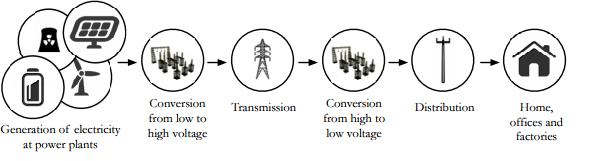 Generation of electricity
at power plants
Conversion
from low to
high voltage
Transmission
Conversion
from high to
low voltage
Distribution
Home,
offices and
factories